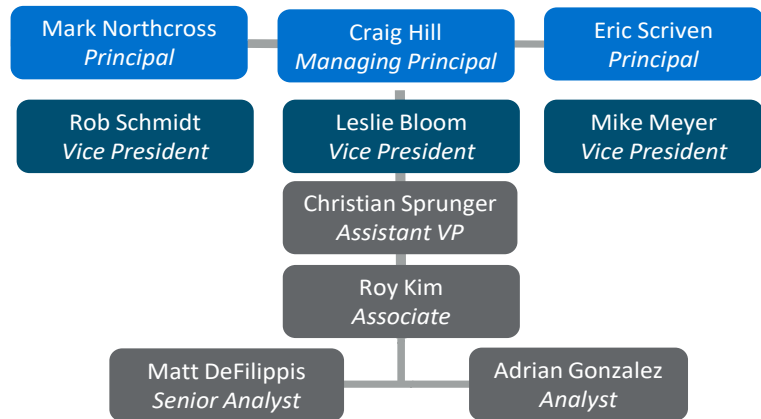 Mark Northcross
Principal
Craig Hill
Managing Principal
Eric Scriven
Principal
Rob Schmidt
Vice President
Leslie Bloom
Vice President
Mike Meyer
Vice President
Christian Sprunger
Assistant VP
Roy Kim
Associate
Matt DeFilippis
Senior Analyst
Adrian Gonzalez
Analyst